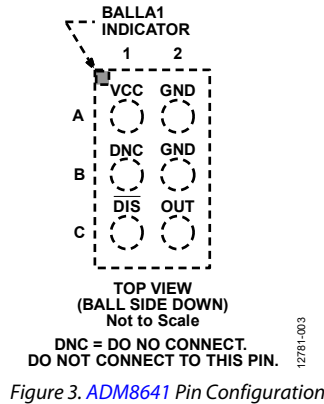 BALLA1
INDICATOR
1 2
VCC GND
A
DNC GND
B
DIS OUT
C
TOP VIEW
(BALL SIDE DOWN)
Not to Scale
DNC = DO NO CONNECT.
DO NOT CONNECT TO THIS PIN.
12781-003
Figure 3. ADM8641 Pin Configuration